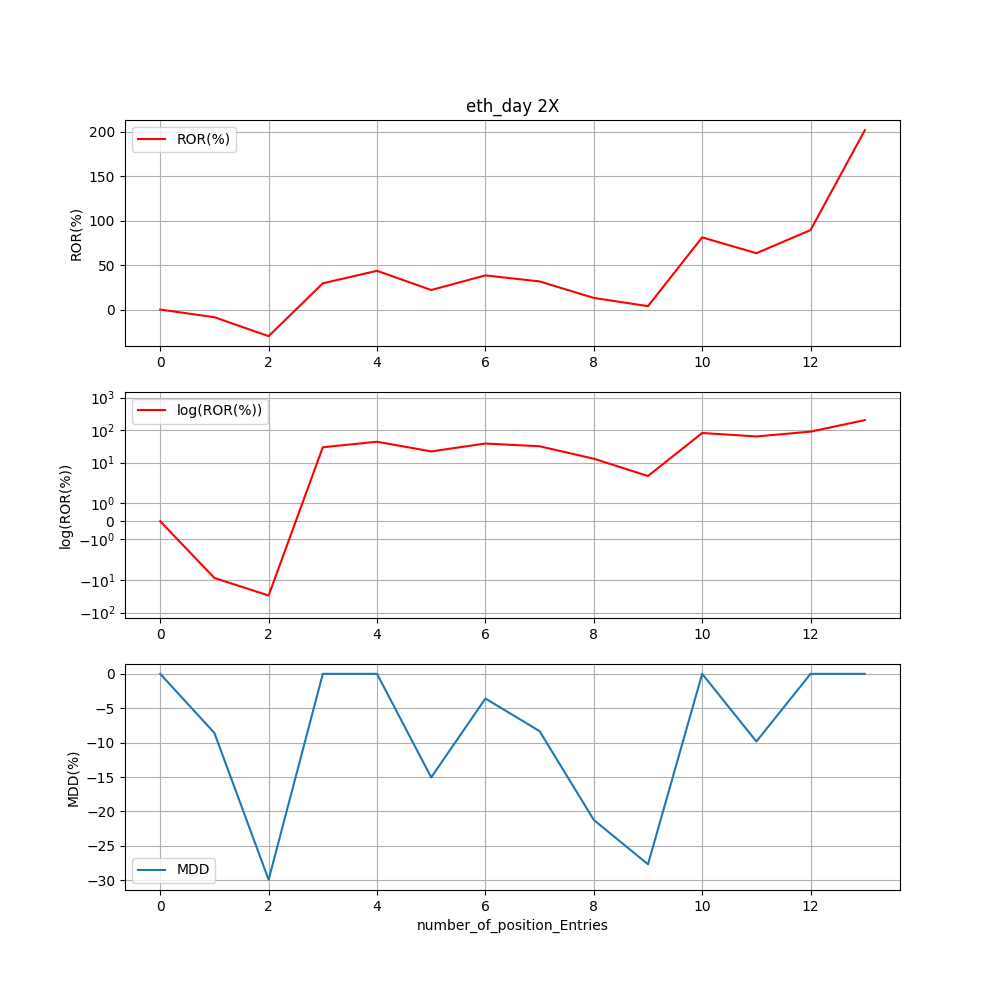 eth_day 2X
ROR(%)
ROR(%)
200
150
100
50
0
0 2 4 6 8 10 12
log(ROR(%))
log(ROR(%))
10³
10²
10¹
10⁰
0
−10⁰
−10¹
−10²
0 2 4 6 8 10 12
MDD(%)
0
−5
−10
−15
−20
−25
−30
MDD
0 2 4 6 8 10 12
number_of_position_Entries